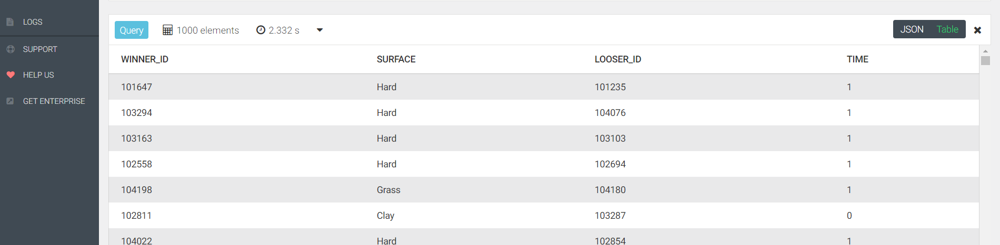 LOGS
SUPPORT
HELP US
GET ENTERPRISE
Query 1000 elements 2.332 s JSON Table
WINNER_ID SURFACE LOOSER_ID TIME
101647 Hard 101235 1
103294 Hard 104076 1
103163 Hard 103103 1
102558 Hard 102694 1
104198 Grass 104180 1
102811 Clay 103287 0
104022 Hard 102854 1